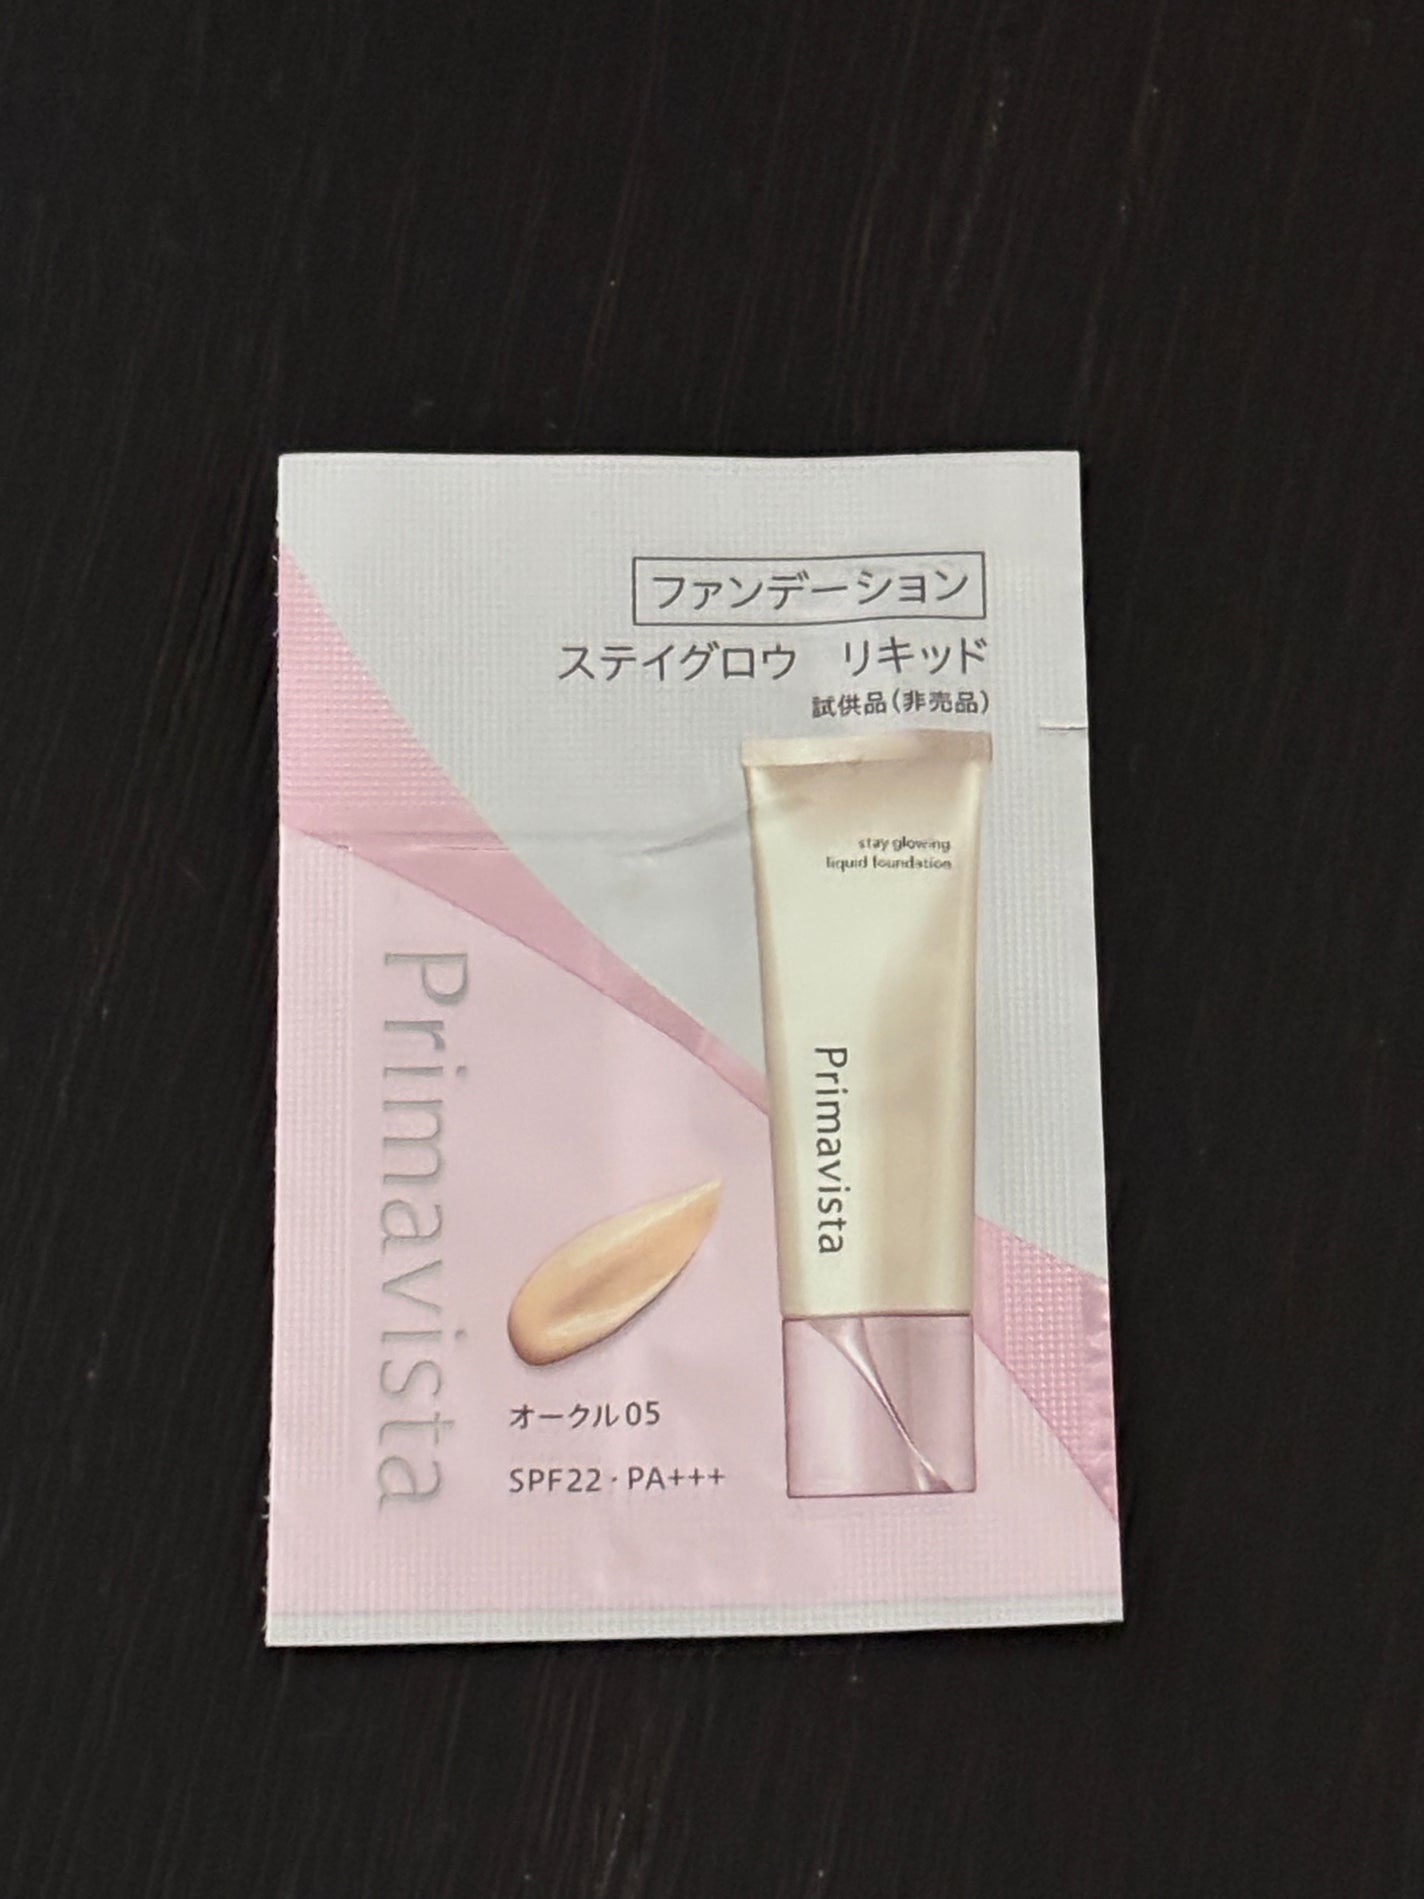 ファンデーション
ステイグロウ リキッド
試供品(非売品)
stay glowing
liquid foundation
Primavista
Primavista
オークル05
SPF22・PA+++